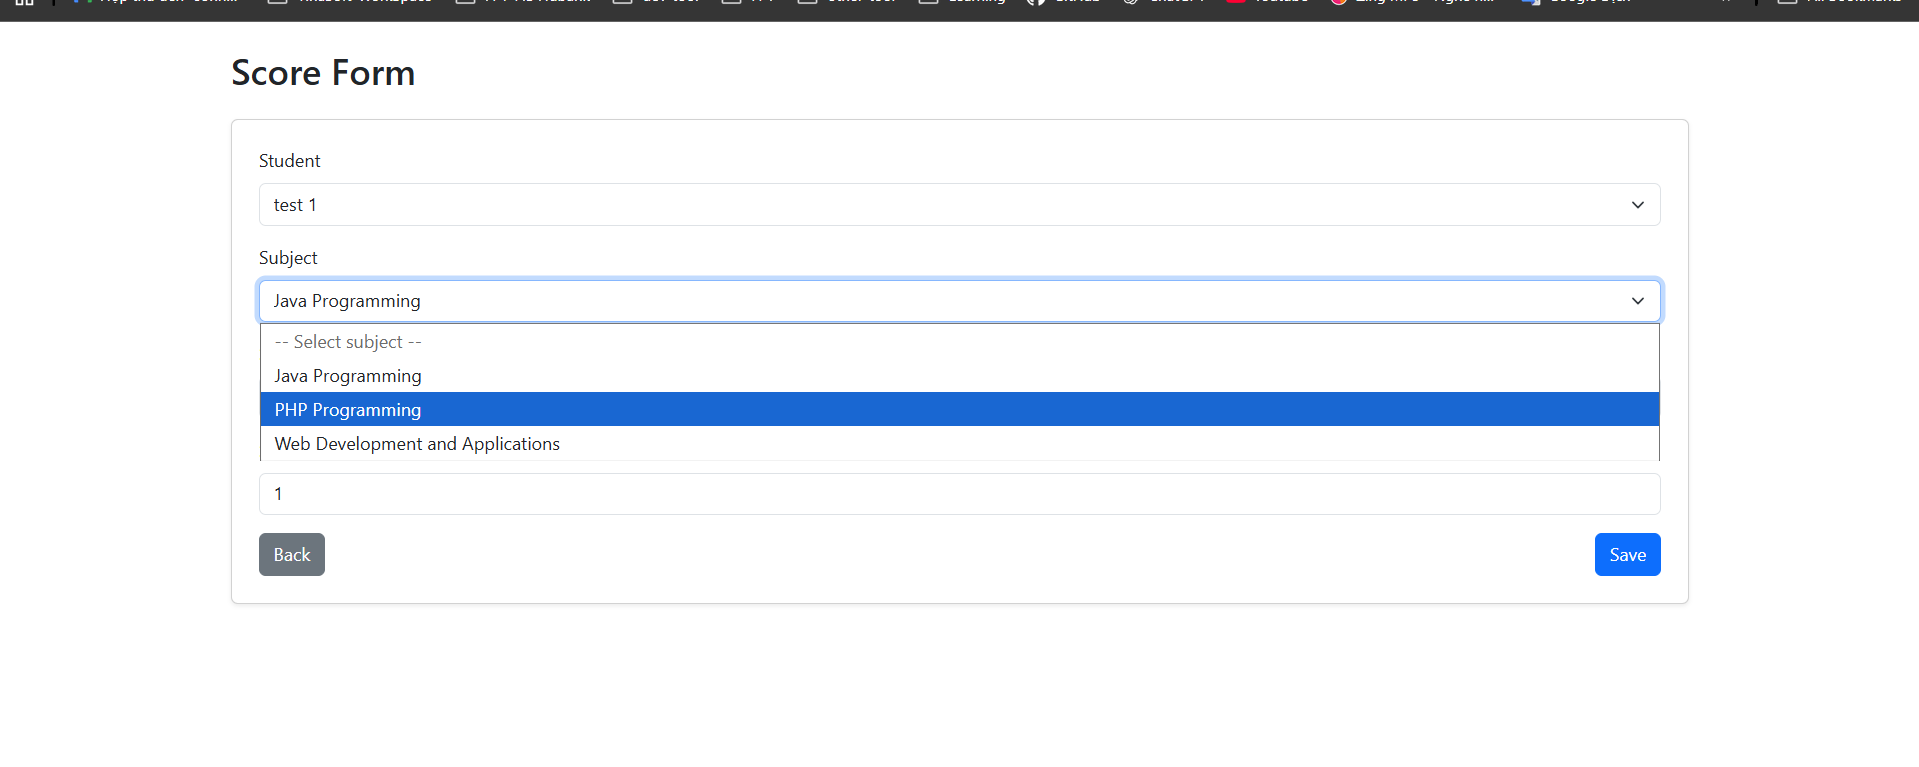 Score Form
Student
test 1
Subject
Java Programming
-- Select subject --
Java Programming
PHP Programming
Web Development and Applications
1
Back
Save